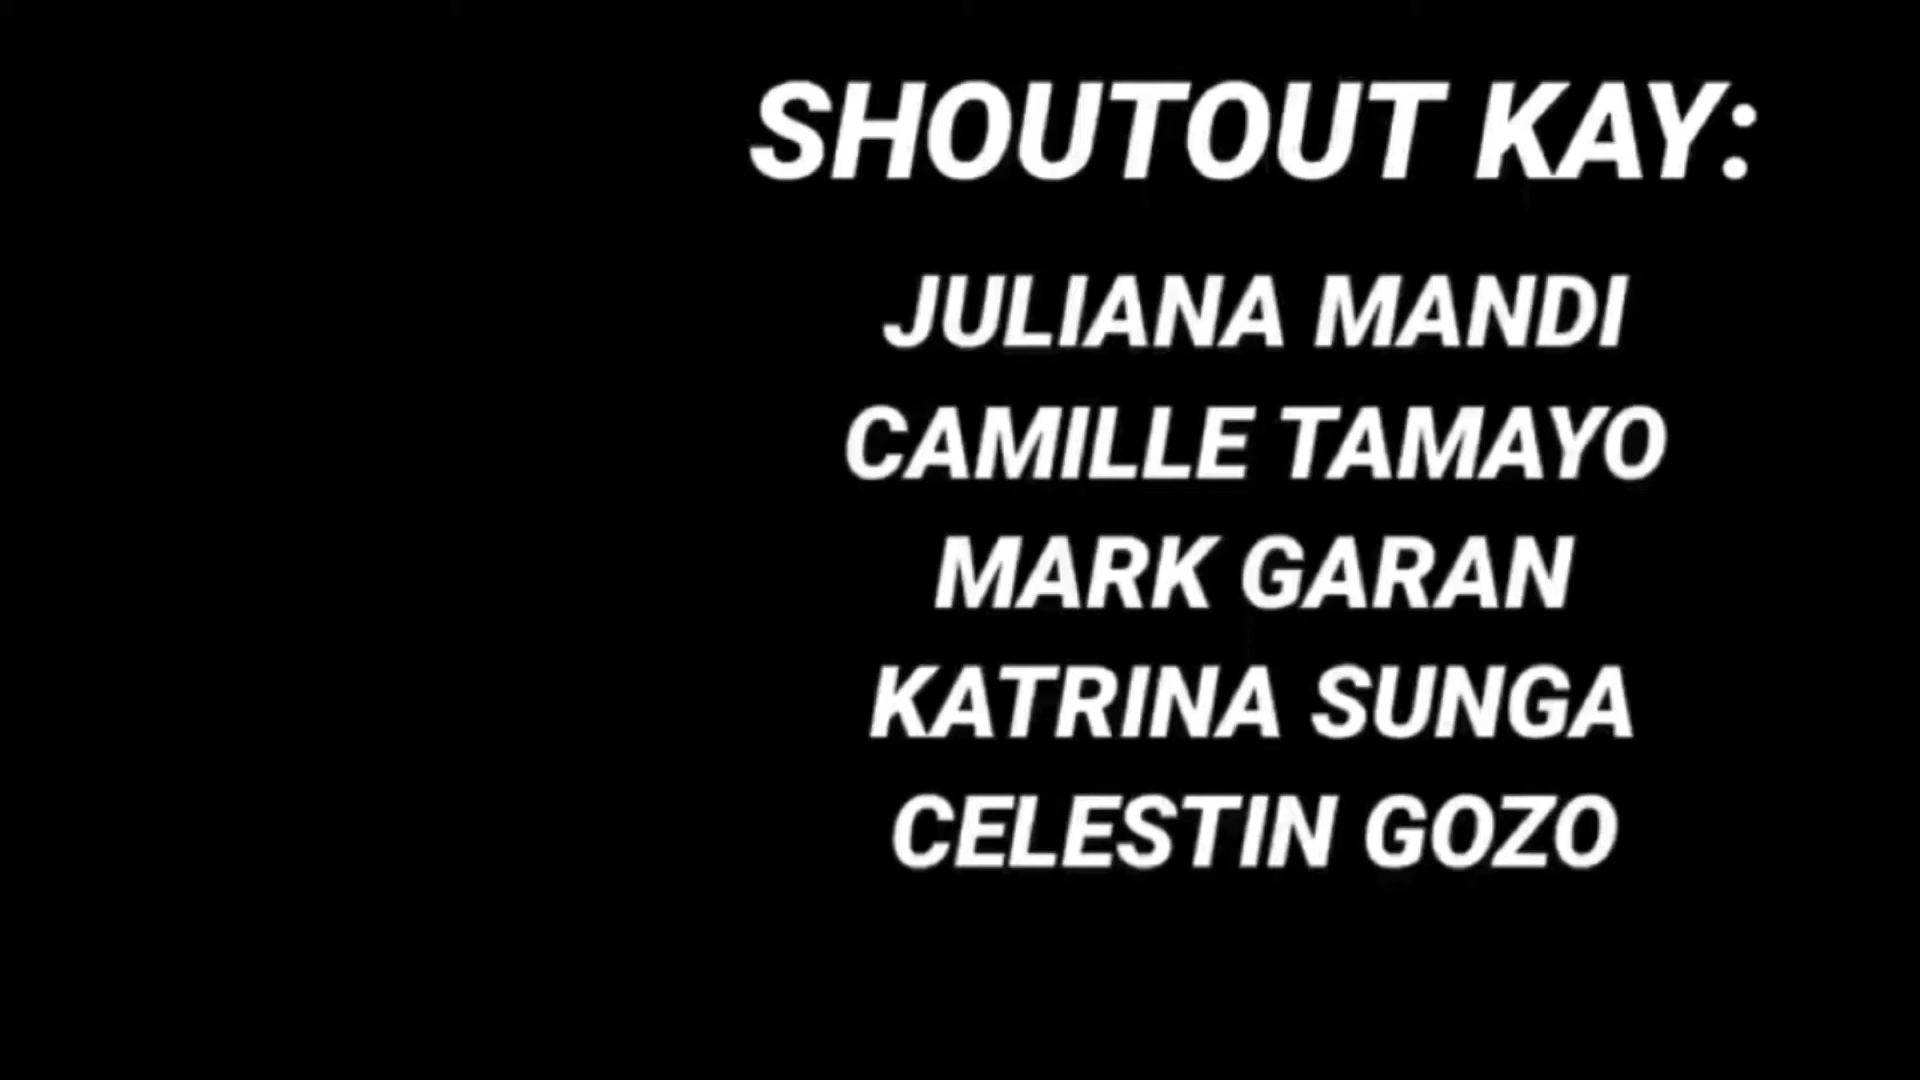 SHOUTOUT KAY:
JULIANA MANDI
CAMILLE TAMAYO
MARK GARAN
KATRINA SUNGA
CELESTIN GOZO